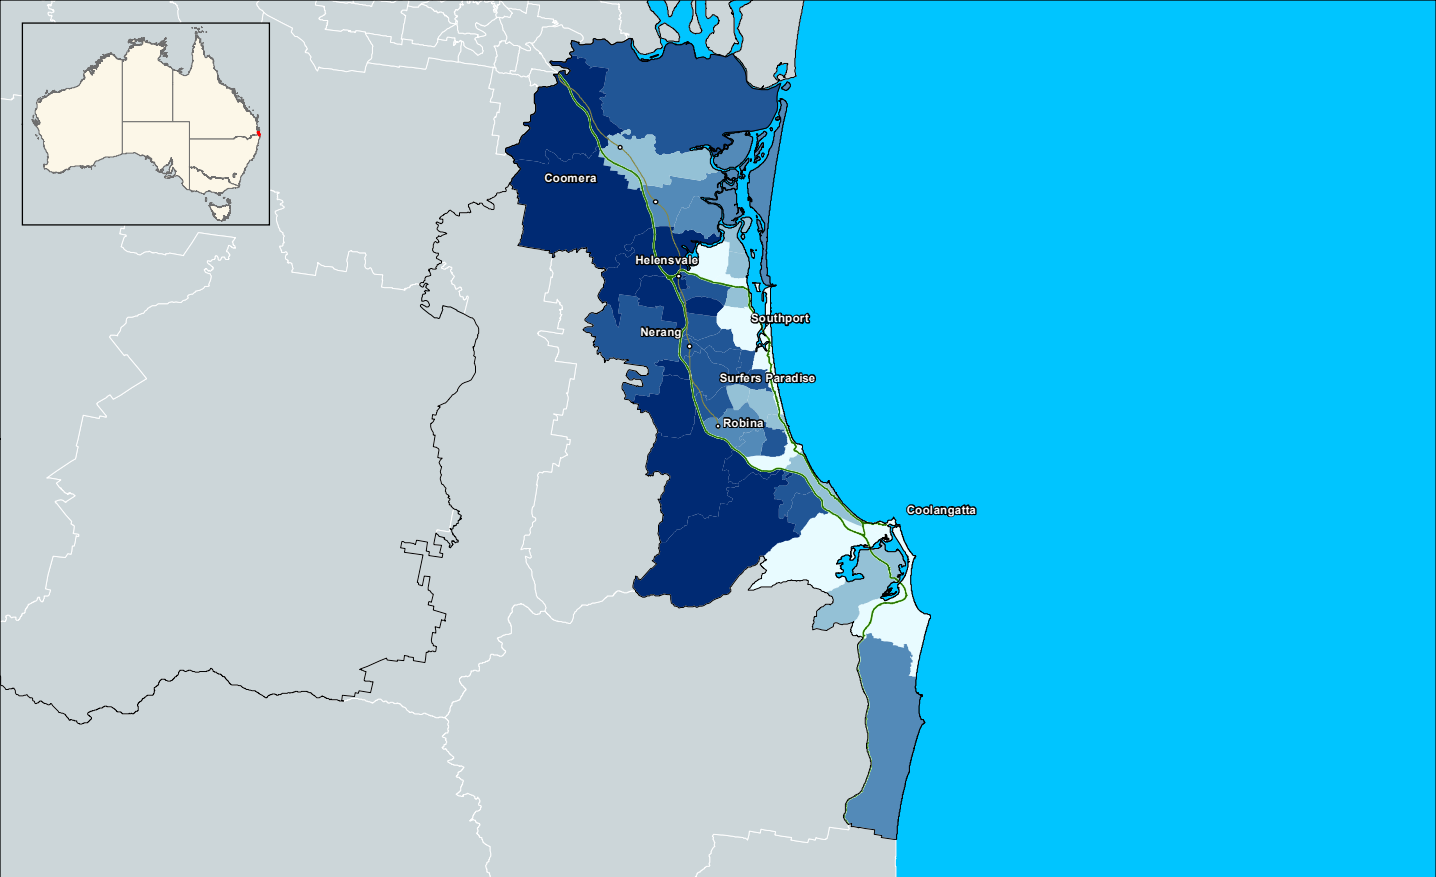 Coomera
Helensvale
Southport
Nerang
Surfers Paradise
Robina
Coolangatta